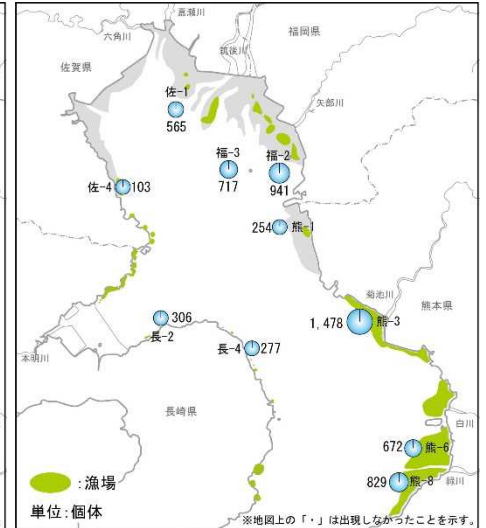 嘉瀬川
六角川
福岡県
筑後川
佐賀県
佐-1
565
矢部川
福-3
717
福-2
941
佐-4
103
254
熊-1
菊池川
熊本県
1,478
熊-3
306
長-2
長-4
277
本明川
長崎県
白川
672
熊-6
829
熊-8
緑川
:漁場
単位:個体
※地図上の「・」は出現しなかったことを示す。